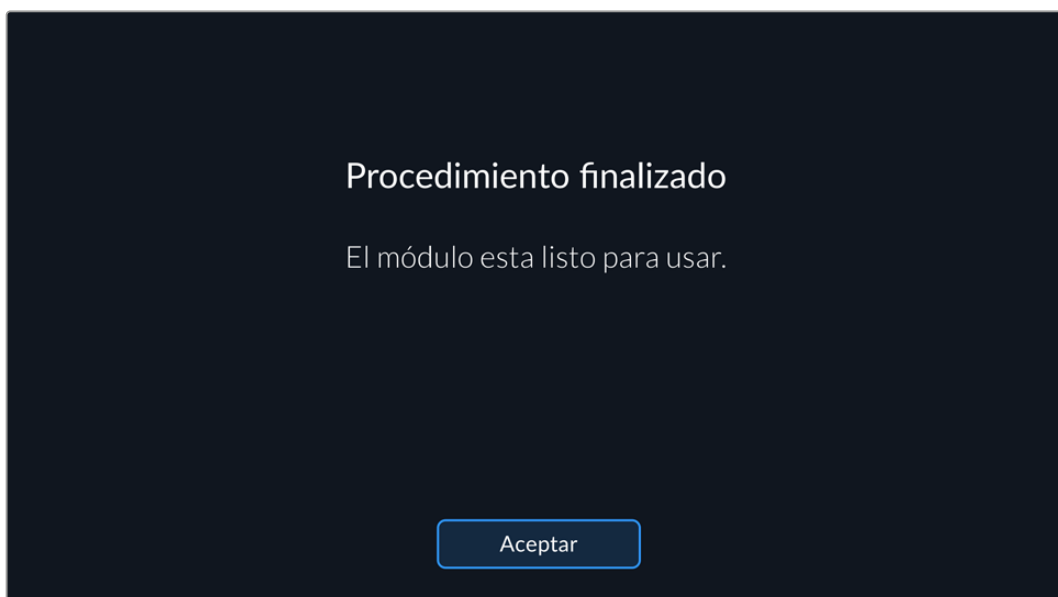 Procedimiento finalizado
El módulo esta listo para usar.
Aceptar